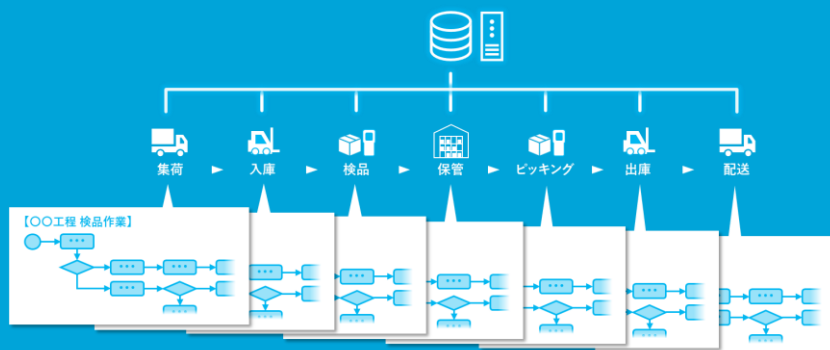 集荷
入庫
検品
保管
ピッキング
出庫
配送
【〇〇工程 検品作業】